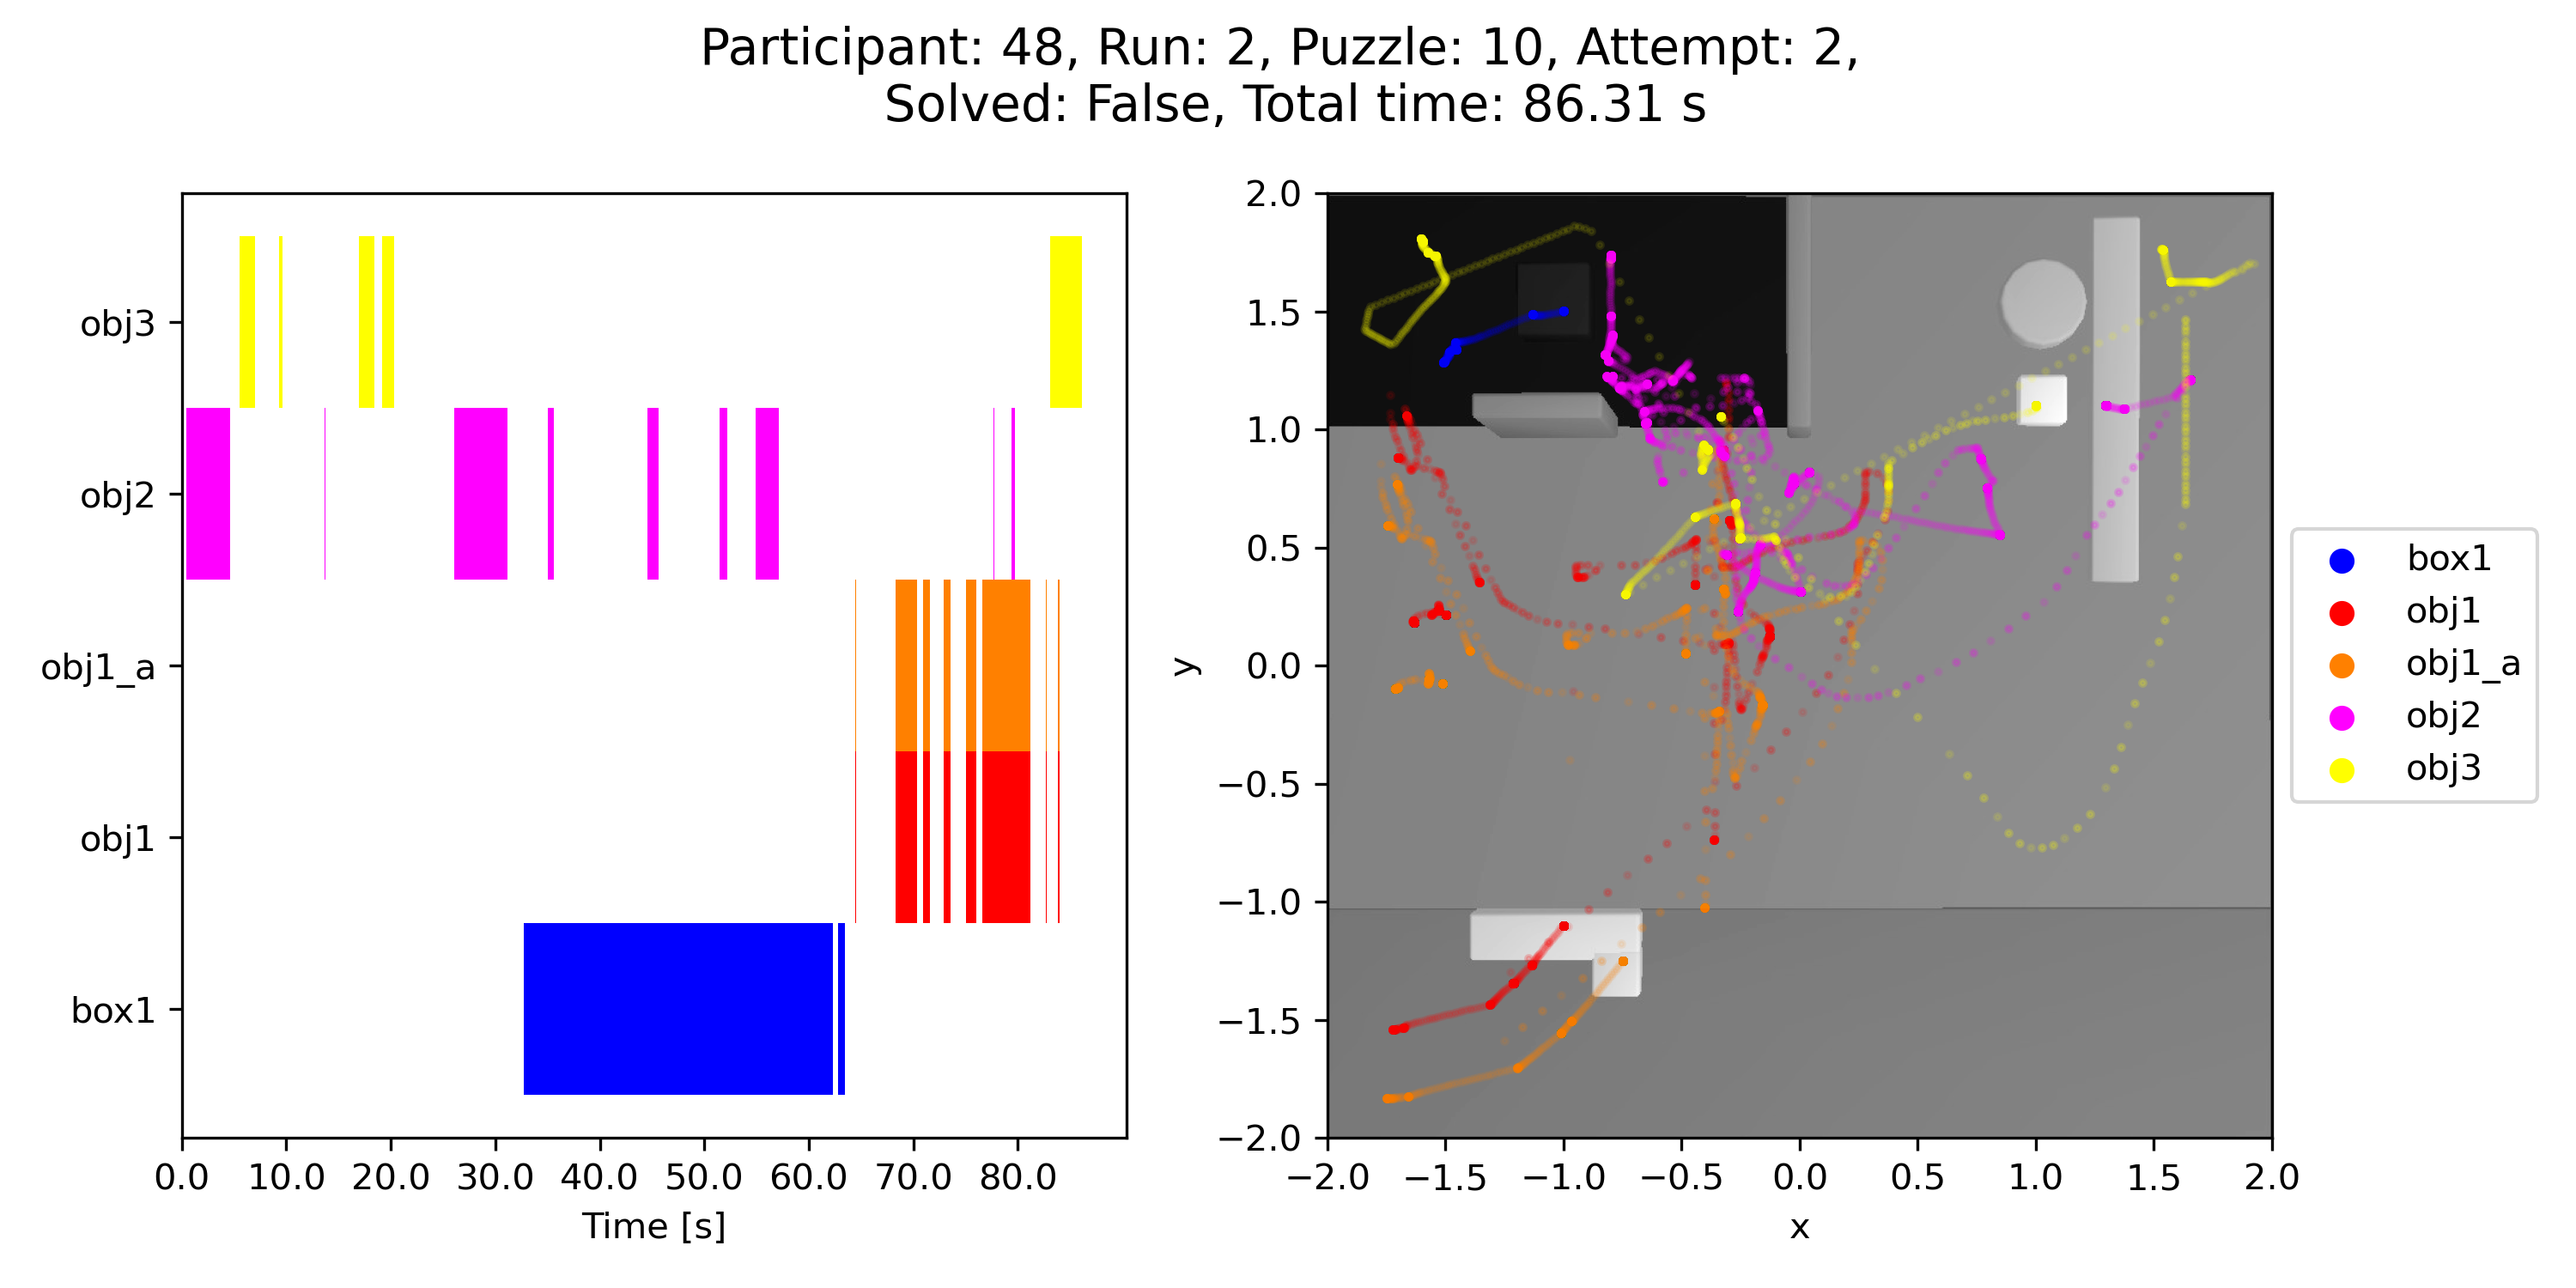 Participant: 48, Run: 2, Puzzle: 10, Attempt: 2,
Solved: False, Total time: 86.31 s
obj3
obj2
obj1_a
obj1
box1
0.0 10.0 20.0 30.0 40.0 50.0 60.0 70.0 80.0
Time [s]
2.0
1.5
1.0
0.5
0.0
−0.5
−1.0
−1.5
−2.0
y
−2.0 −1.5 −1.0 −0.5 0.0 0.5 1.0 1.5 2.0
x
box1
obj1
obj1_a
obj2
obj3